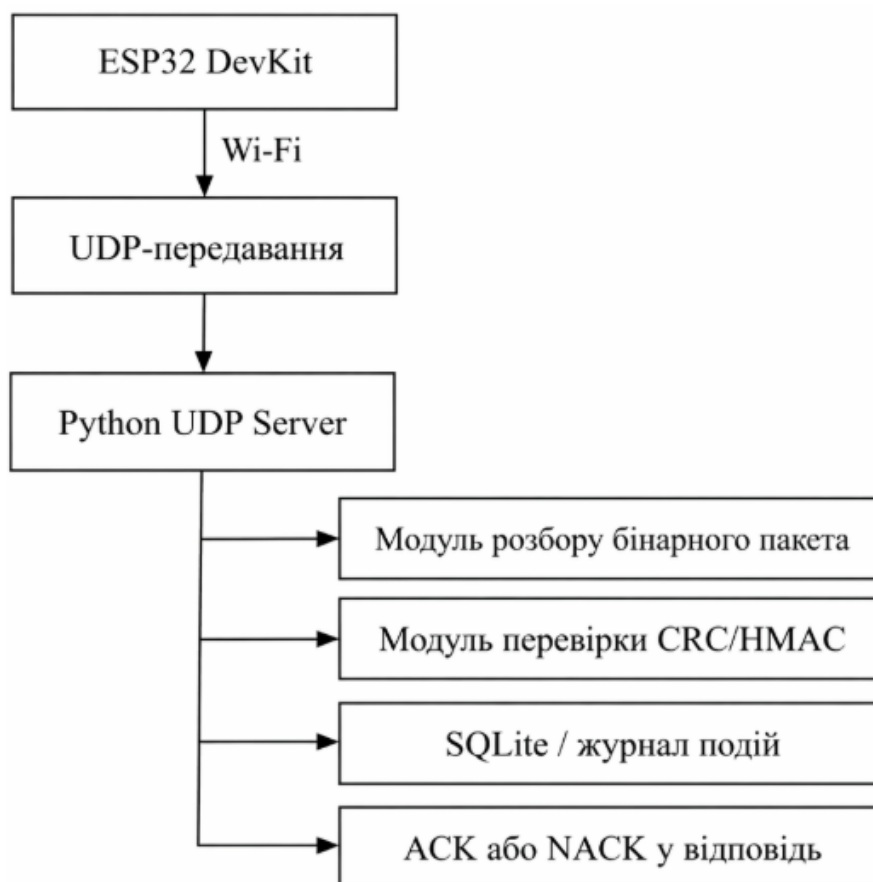 ESP32 DevKit
Wi-Fi
UDP-передавання
Python UDP Server
Модуль розбору бінарного пакета
Модуль перевірки CRC/HMAC
SQLite / журнал подій
ACK або NACK у відповідь